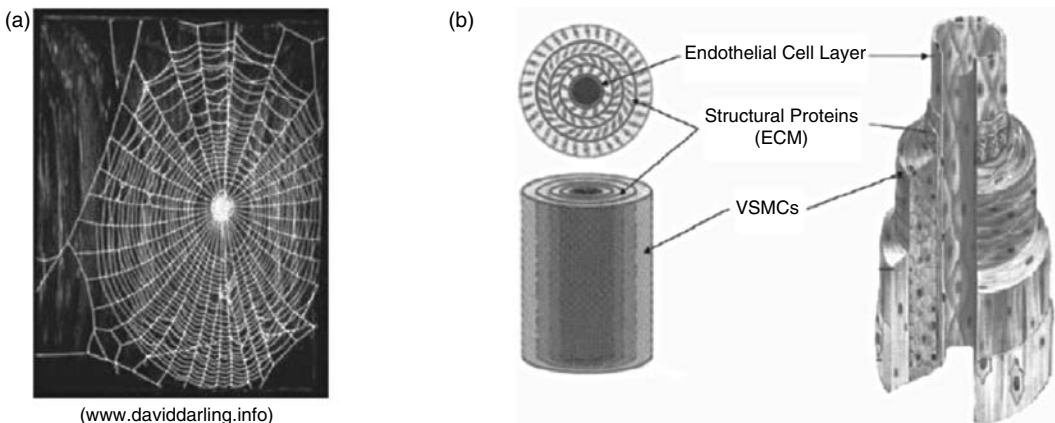 (a)
(b)
Endothelial Cell Layer
Structural Proteins
(ECM)
VSMCs
(www.daviddarling.info)